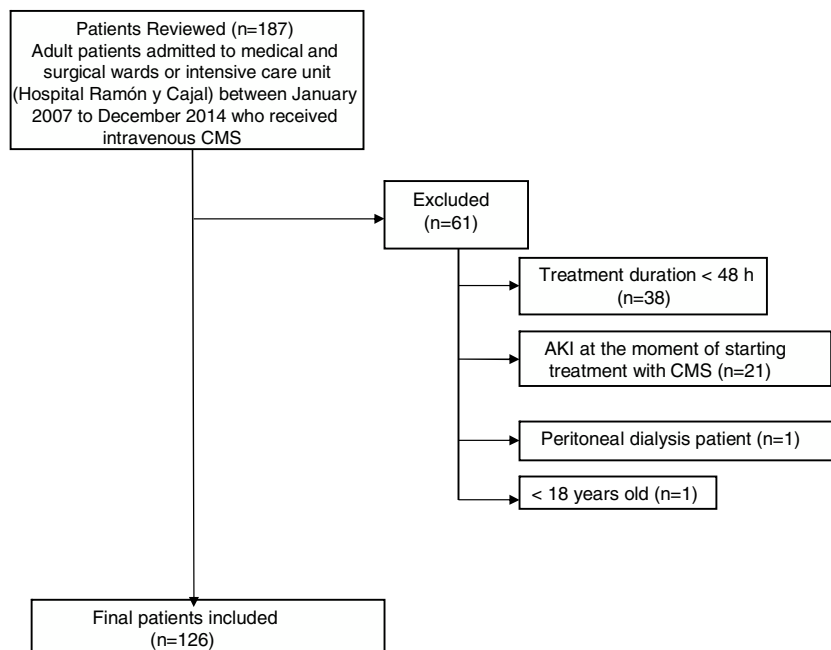 Patients Reviewed (n=187)
Adult patients admitted to medical and
surgical wards or intensive care unit
(Hospital Ramón y Cajal) between January
2007 to December 2014 who received
intravenous CMS
Excluded
(n=61)
Treatment duration < 48 h
(n=38)
AKI at the moment of starting
treatment with CMS (n=21)
Peritoneal dialysis patient (n=1)
< 18 years old (n=1)
Final patients included
(n=126)